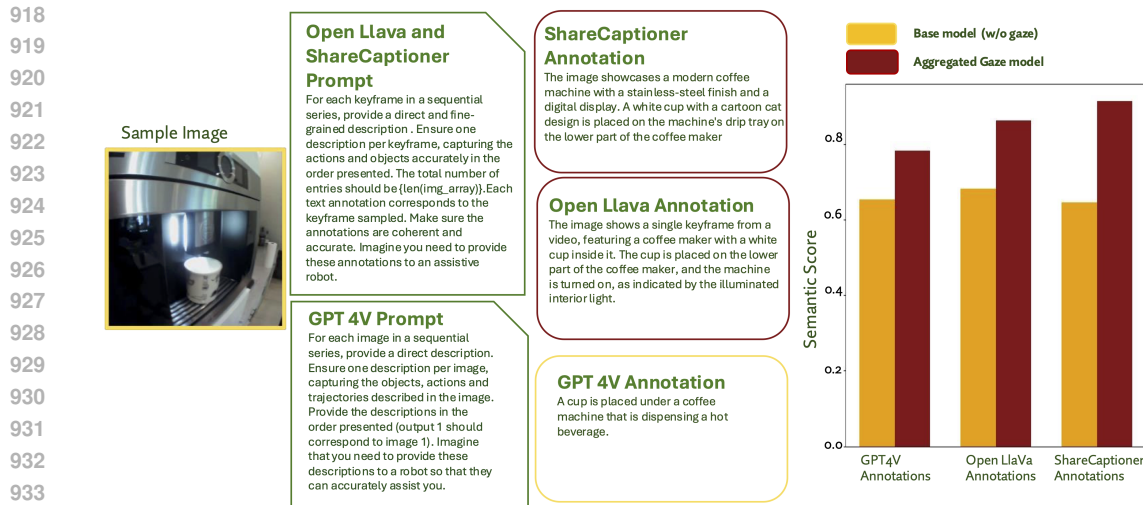 918
919
920
921
922
923
924
925
926
927
928
929
930
931
932
933
Sample Image
Open Llava and
ShareCaptioner
Prompt
For each keyframe in a sequential
series, provide a direct and fine-
grained description . Ensure one
description per keyframe, capturing the
actions and objects accurately in the
order presented. The total number of
entries should be {len(img_array)}.Each
text annotation corresponds to the
keyframe sampled. Make sure the
annotations are coherent and
accurate. Imagine you need to provide
these annotations to an assistive
robot.
GPT 4V Prompt
For each image in a sequential
series, provide a direct description.
Ensure one description per image,
capturing the objects, actions and
trajectories described in the image.
Provide the descriptions in the
order presented (output 1 should
correspond to image 1). Imagine
that you need to provide these
descriptions to a robot so that they
can accurately assist you.
ShareCaptioner
Annotation
The image showcases a modern coffee
machine with a stainless-steel finish and a
digital display. A white cup with a cartoon cat
design is placed on the machine's drip tray on
the lower part of the coffee maker
Open Llava Annotation
The image shows a single keyframe from a
video, featuring a coffee maker with a white
cup inside it. The cup is placed on the lower
part of the coffee maker, and the machine
is turned on, as indicated by the illuminated
interior light.
GPT 4V Annotation
A cup is placed under a coffee
machine that is dispensing a hot
beverage.
Base model (w/o gaze)
Aggregated Gaze model
Semantic Score
0.8
0.6
0.4
0.2
0.0
GPT4V
Annotations
Open LlaVa
Annotations
ShareCaptioner
Annotations